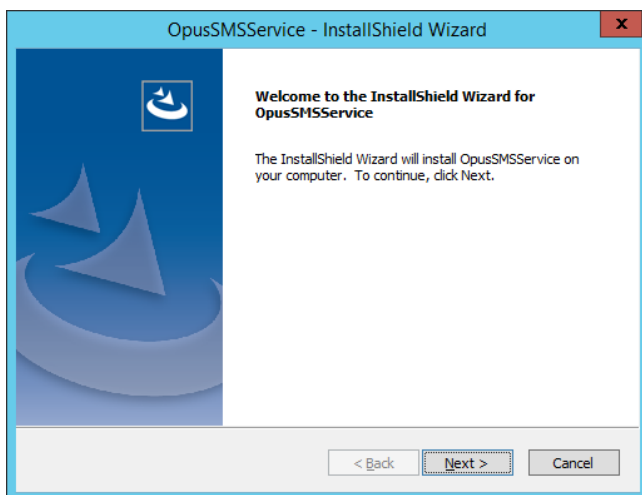 OpusSMSService - InstallShield Wizard
x
Welcome to the InstallShield Wizard for
OpusSMSService
The InstallShield Wizard will install OpusSMSService on
your computer. To continue, click Next.
< Back Next > Cancel